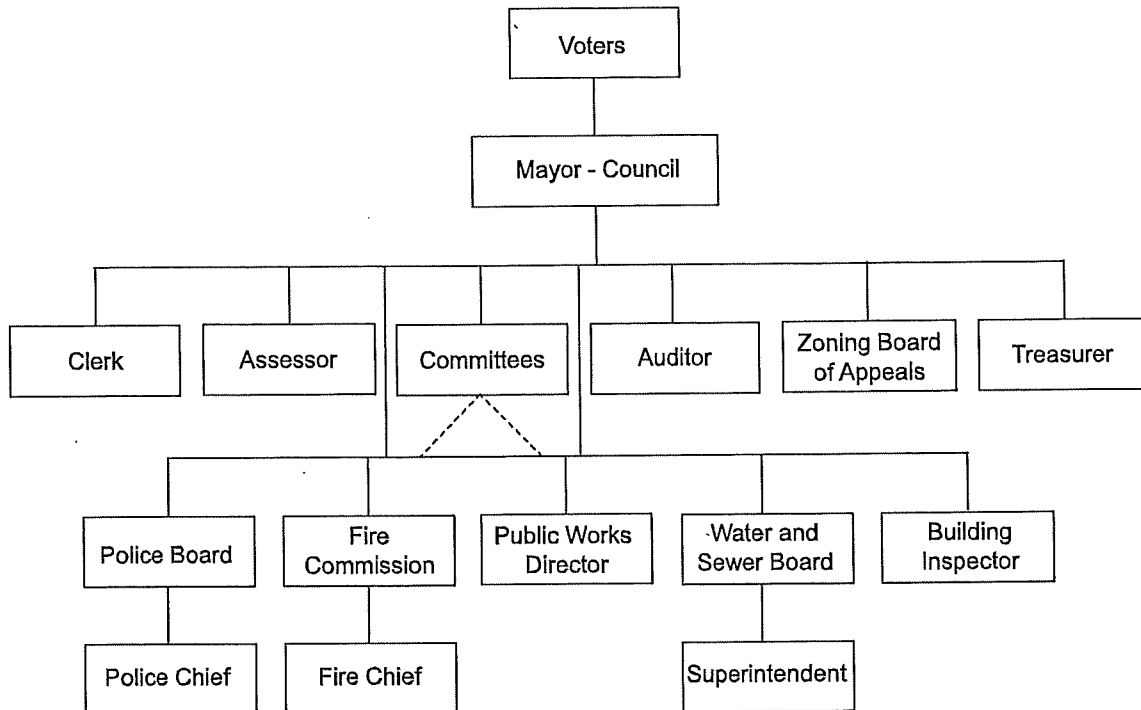 Voters
Mayor - Council
Clerk
Assessor
Committees
Auditor
Zoning Board
of Appeals
Treasurer
Police Board
Fire
Commission
Public Works
Director
Water and
Sewer Board
Building
Inspector
Police Chief
Fire Chief
Superintendent